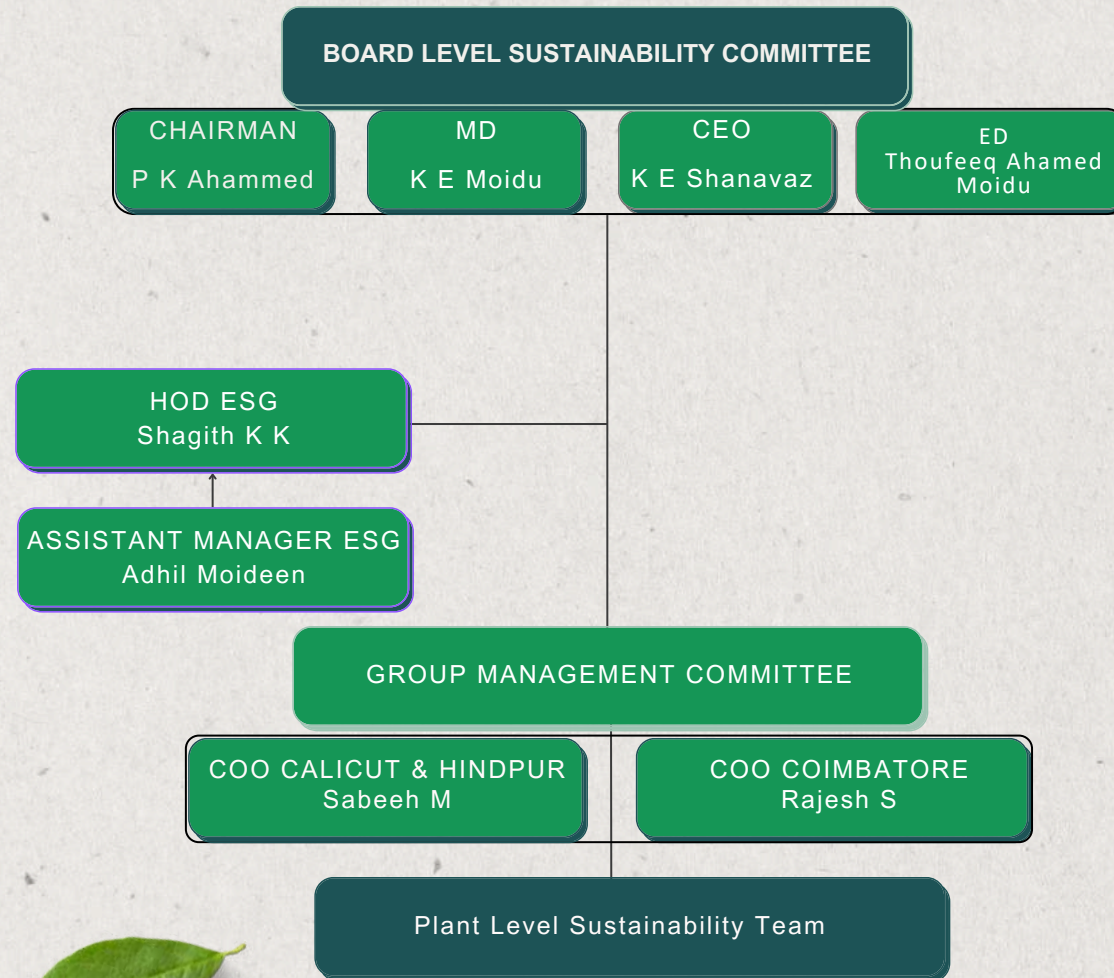 BOARD LEVEL SUSTAINABILITY COMMITTEE
CHAIRMAN
P K Ahammed
MD
K E Moidu
CEO
K E Shanavaz
ED
Thoufeeq Ahamed
Moidu
HOD ESG
Shagith K K
ASSISTANT MANAGER ESG
Adhil Moideen
GROUP MANAGEMENT COMMITTEE
COO CALICUT & HINDPUR
Sabeeh M
COO COIMBATORE
Rajesh S
Plant Level Sustainability Team